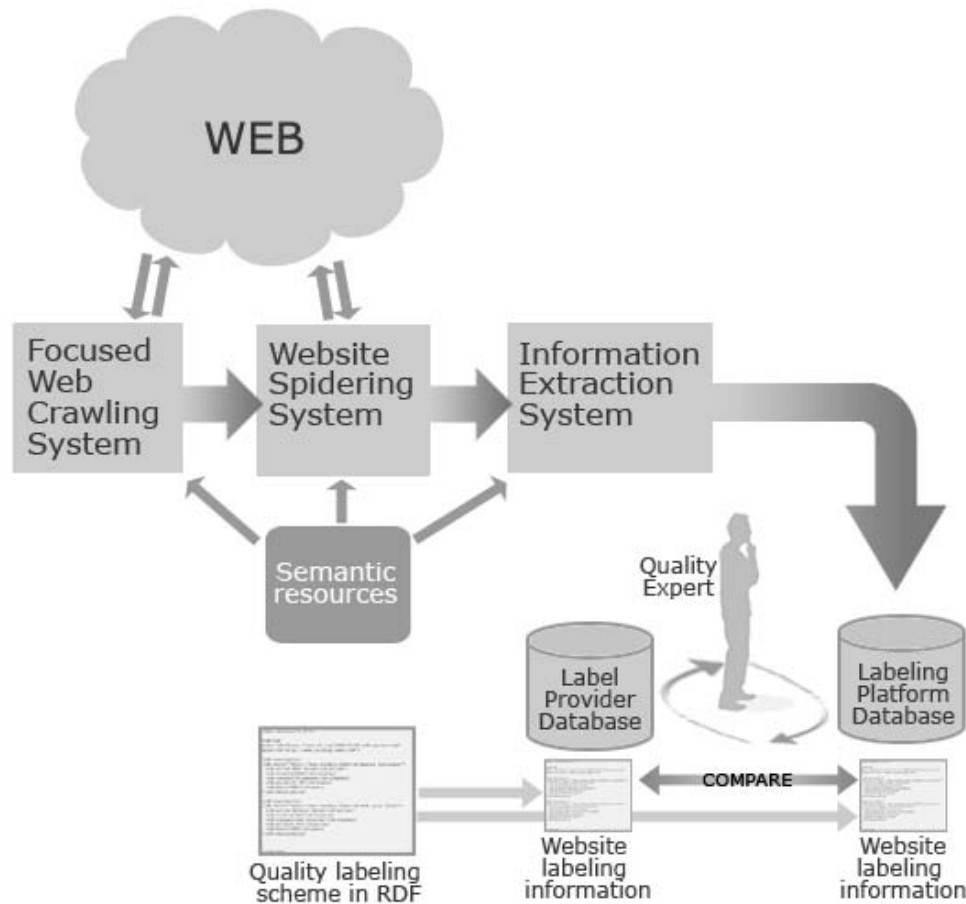 WEB
Focused
Web
Crawling
System
Website
Spidering
System
Information
Extraction
System
Semantic
resources
Quality
Expert
Label
Provider
Database
Labeling
Platform
Database
COMPARE
Quality labeling
scheme in RDF
Website
labeling
information
Website
labeling
information